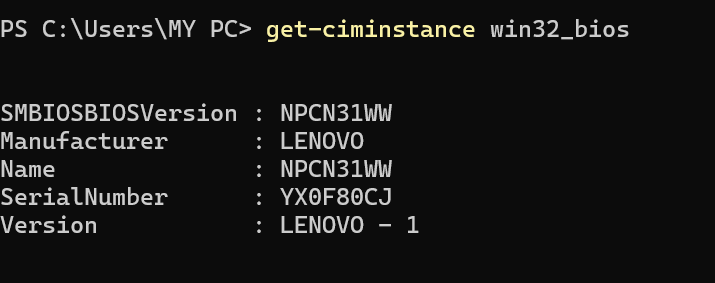 PS C:\Users\MY PC> get-ciminstance win32_bios
SMBIOSBIOSVersion : NPCN31WW
Manufacturer      : LENOVO
Name              : NPCN31WW
SerialNumber      : YX0F80CJ
Version           : LENOVO - 1